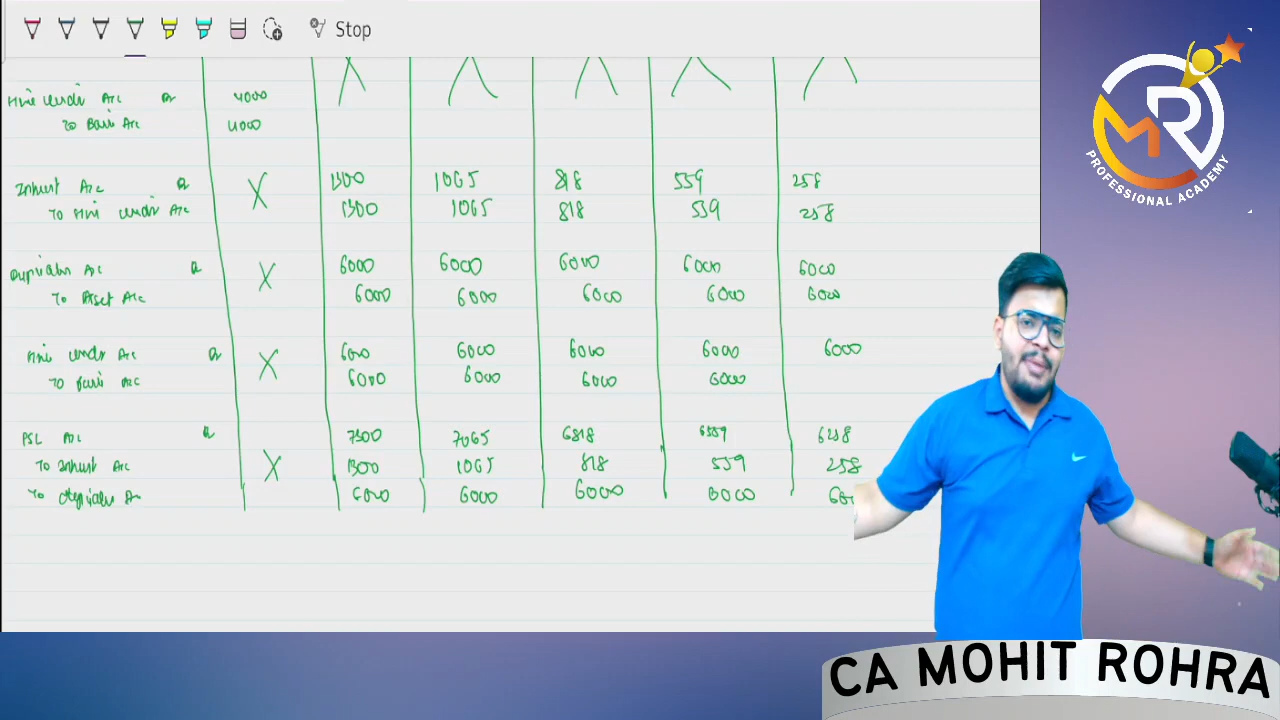 Stop
Hire vendor A/c Dr 4000
To Bank A/c 4000
Interest A/c Dr X 1300 1065 818 559 258
To Hire vendor A/c 1300 1065 818 559 258
A/c Dr X 6000 6000 6000 6000 6000
To Asset A/c 6000 6000 6000 6000 6000
Hire vendor A/c Dr X 6000 6000 6000 6000 6000
To Bank A/c 6000 6000 6000 6000
P&L A/c Dr X 7300 7065 6818 6559 6258
To Interest A/c 1300 1065 818 559 258
To A/c 6000 6000 6000 6000
MR
PROFESSIONAL ACADEMY
CA MOHIT ROHRA